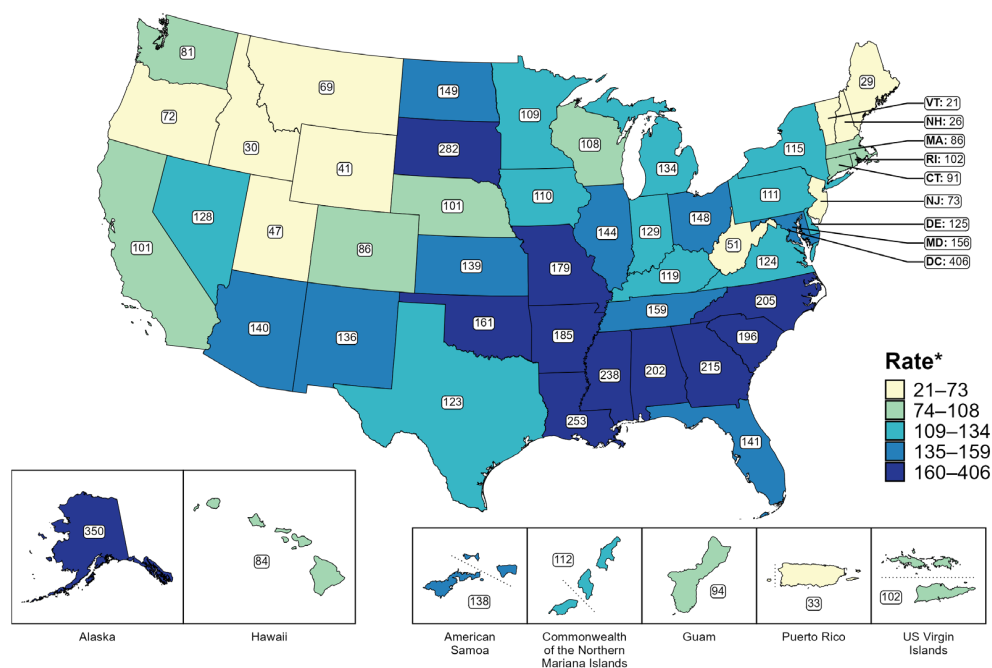 81
69
149
109
29
72
30
41
282
108
134
115
VT: 21
NH: 26
MA: 86
RI: 102
CT: 91
NJ: 73
DE: 125
MD: 156
DC: 406
128
47
86
101
101
110
144
129
148
111
51
124
139
179
119
159
205
196
140
136
161
185
238
202
215
123
253
141
Rate*
21–73
74–108
109–134
135–159
160–406
350
84
138
112
94
33
102
Alaska
Hawaii
American
Samoa
Commonwealth
of the Northern
Mariana Islands
Guam
Puerto Rico
US Virgin
Islands